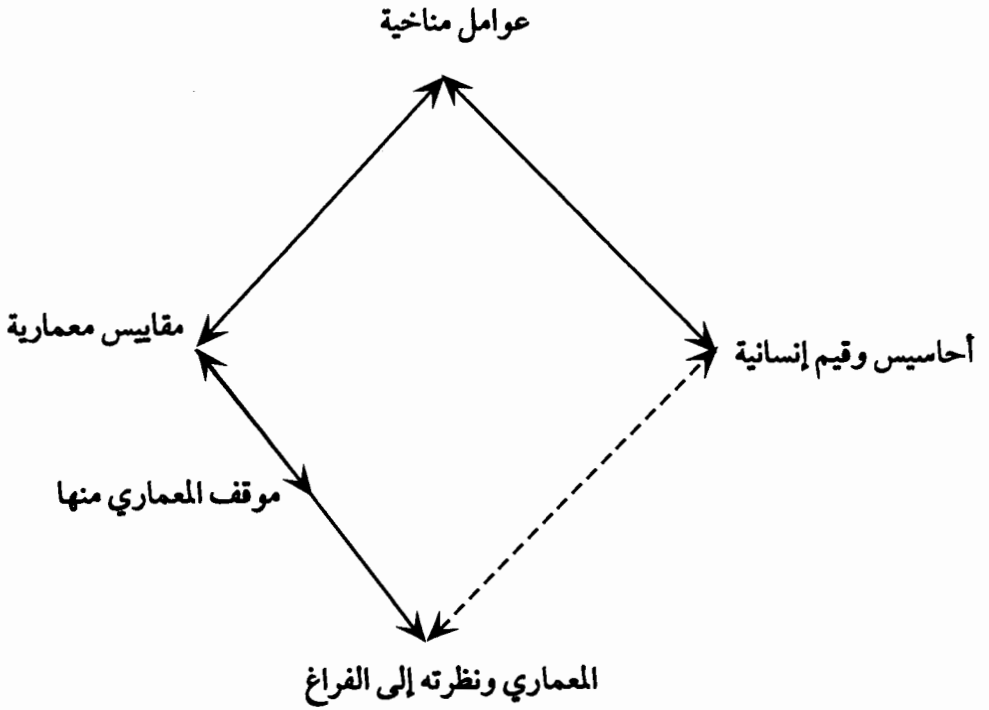 عوامل مناخية
مقاييس معمارية
أحاسيس وقيم إنسانية
موقف المعماري منها
المعماري ونظرته إلى الفراغ